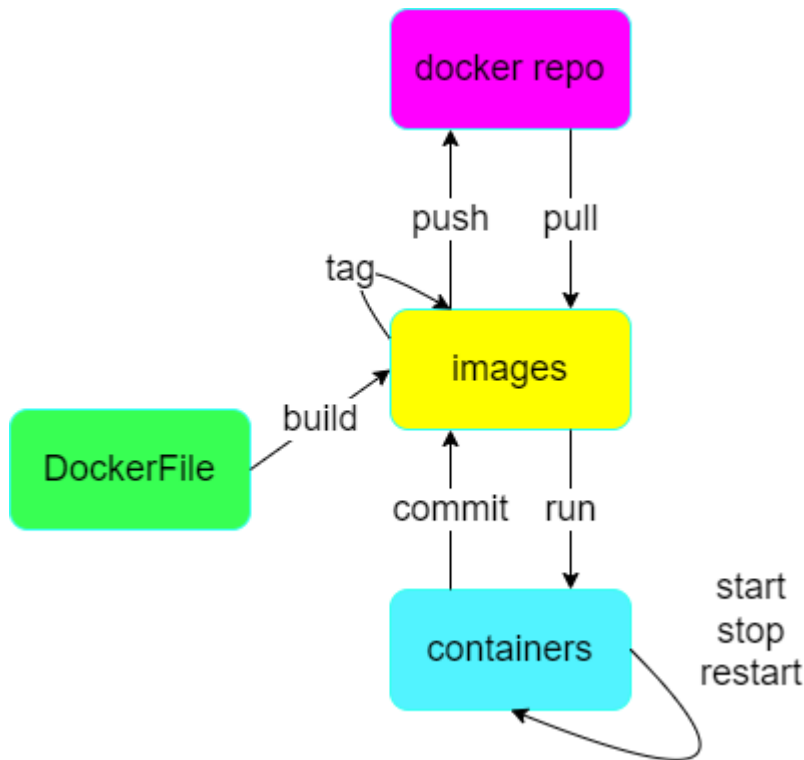 docker repo
push
pull
tag
images
build
DockerFile
commit
run
start
stop
restart
containers